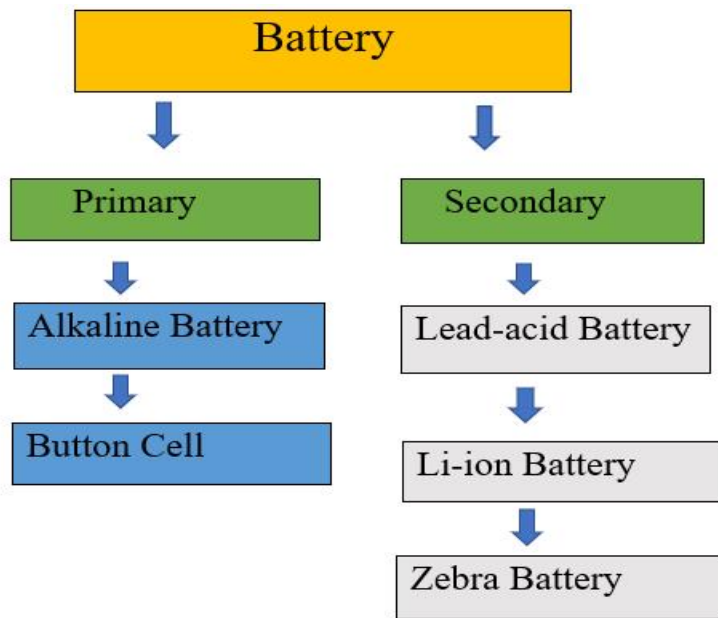 Battery
Primary
Secondary
Alkaline Battery
Lead-acid Battery
Button Cell
Li-ion Battery
Zebra Battery